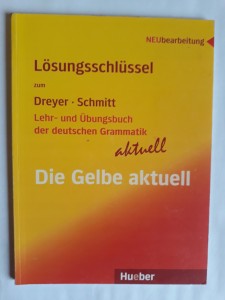 NEUbearbeitung
Lösungsschlüssel
zum
Dreyer · Schmitt
Lehr- und Übungsbuch
der deutschen Grammatik
aktuell
Die Gelbe aktuell
Hueber